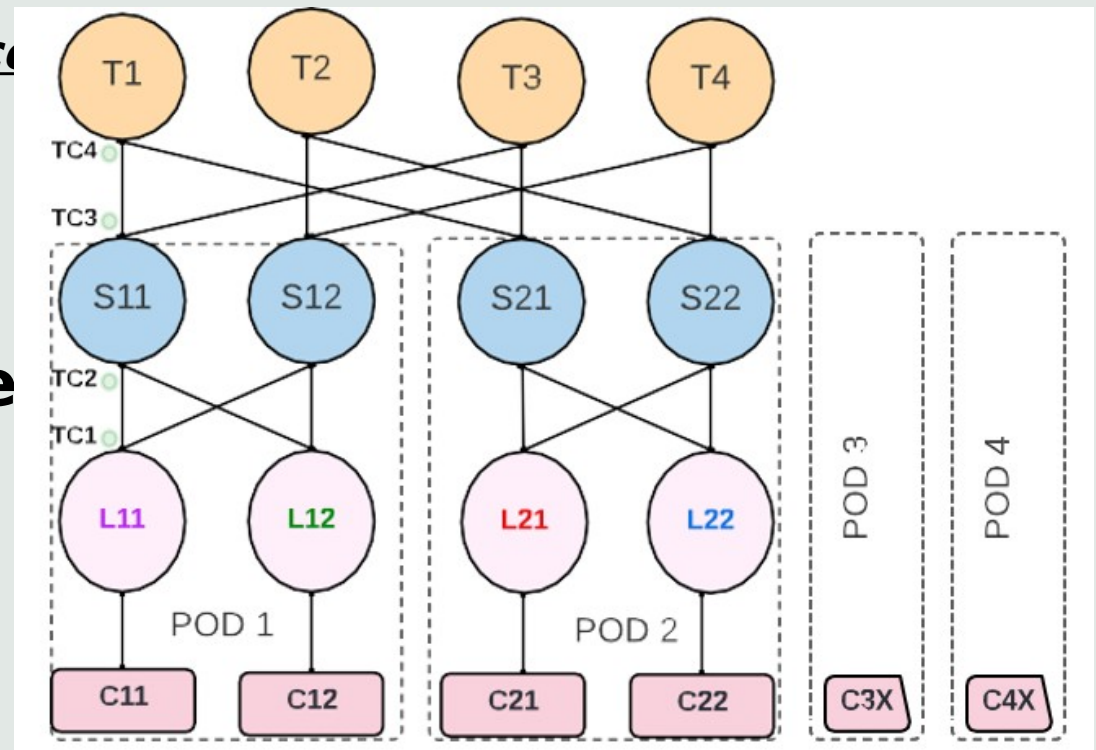 T1 T2 T3 T4
TC4
TC3
S11 S12 S21 S22
TC2
TC1
L11 L12 L21 L22
POD 3 POD 4
POD 1 POD 2
C11 C12 C21 C22 C3X C4X